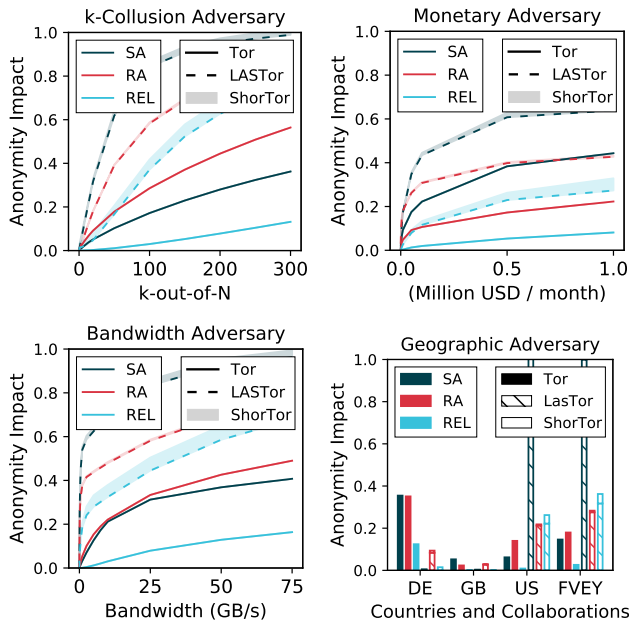 k-Collusion Adversary
Anonymity Impact
1.0
0.8
0.6
0.4
0.2
0.0
SA
RA
REL
Tor
LASTor
ShorTor
0 100 200 300
k-out-of-N
Monetary Adversary
Anonymity Impact
1.0
0.8
0.6
0.4
0.2
0.0
SA
RA
REL
Tor
LASTor
ShorTor
0.0 0.5 1.0
(Million USD / month)
Bandwidth Adversary
Anonymity Impact
1.0
0.8
0.6
0.4
0.2
0.0
SA
RA
REL
Tor
LASTor
ShorTor
0 25 50 75
Bandwidth (GB/s)
Geographic Adversary
Anonymity Impact
1.0
0.8
0.6
0.4
0.2
0.0
SA
RA
REL
Tor
LasTor
ShorTor
DE GB US FVEY
Countries and Collaborations